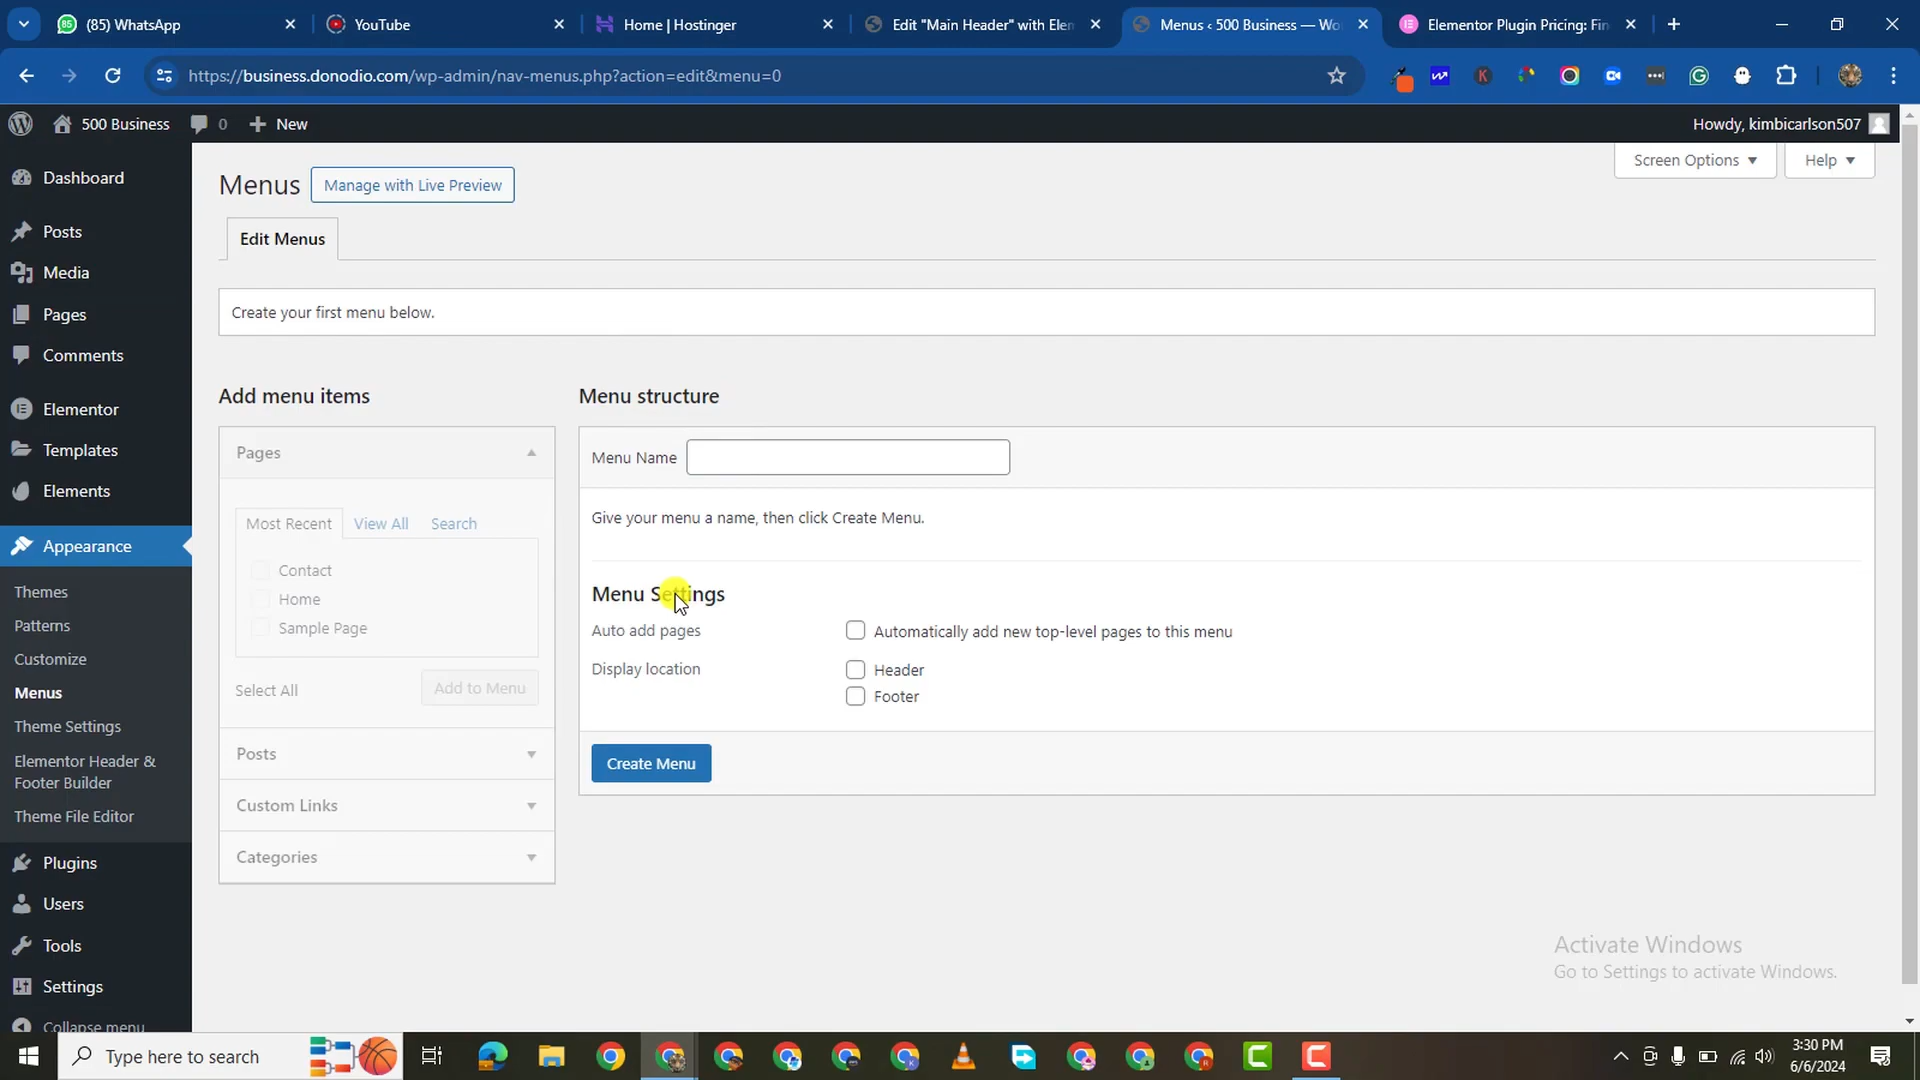 (85) WhatsApp
YouTube
Home | Hostinger
Edit "Main Header" with Elem
Menus ‹ 500 Business — Wo
Elementor Plugin Pricing: Fin
https://business.donodio.com/wp-admin/nav-menus.php?action=edit&menu=0
500 Business
0
New
Howdy, kimbicarlson507
Screen Options
Help
Dashboard
Posts
Media
Pages
Comments
Elementor
Templates
Elements
Appearance
Themes
Patterns
Customize
Menus
Theme Settings
Elementor Header &
Footer Builder
Theme File Editor
Plugins
Users
Tools
Settings
Collapse menu
Menus
Manage with Live Preview
Edit Menus
Create your first menu below.
Add menu items
Pages
Most Recent
View All
Search
Contact
Home
Sample Page
Select All
Add to Menu
Posts
Custom Links
Categories
Menu structure
Menu Name
Give your menu a name, then click Create Menu.
Menu Settings
Auto add pages
Automatically add new top-level pages to this menu
Display location
Header
Footer
Create Menu
Activate Windows
Go to Settings to activate Windows.
Type here to search
3:30 PM
6/6/2024